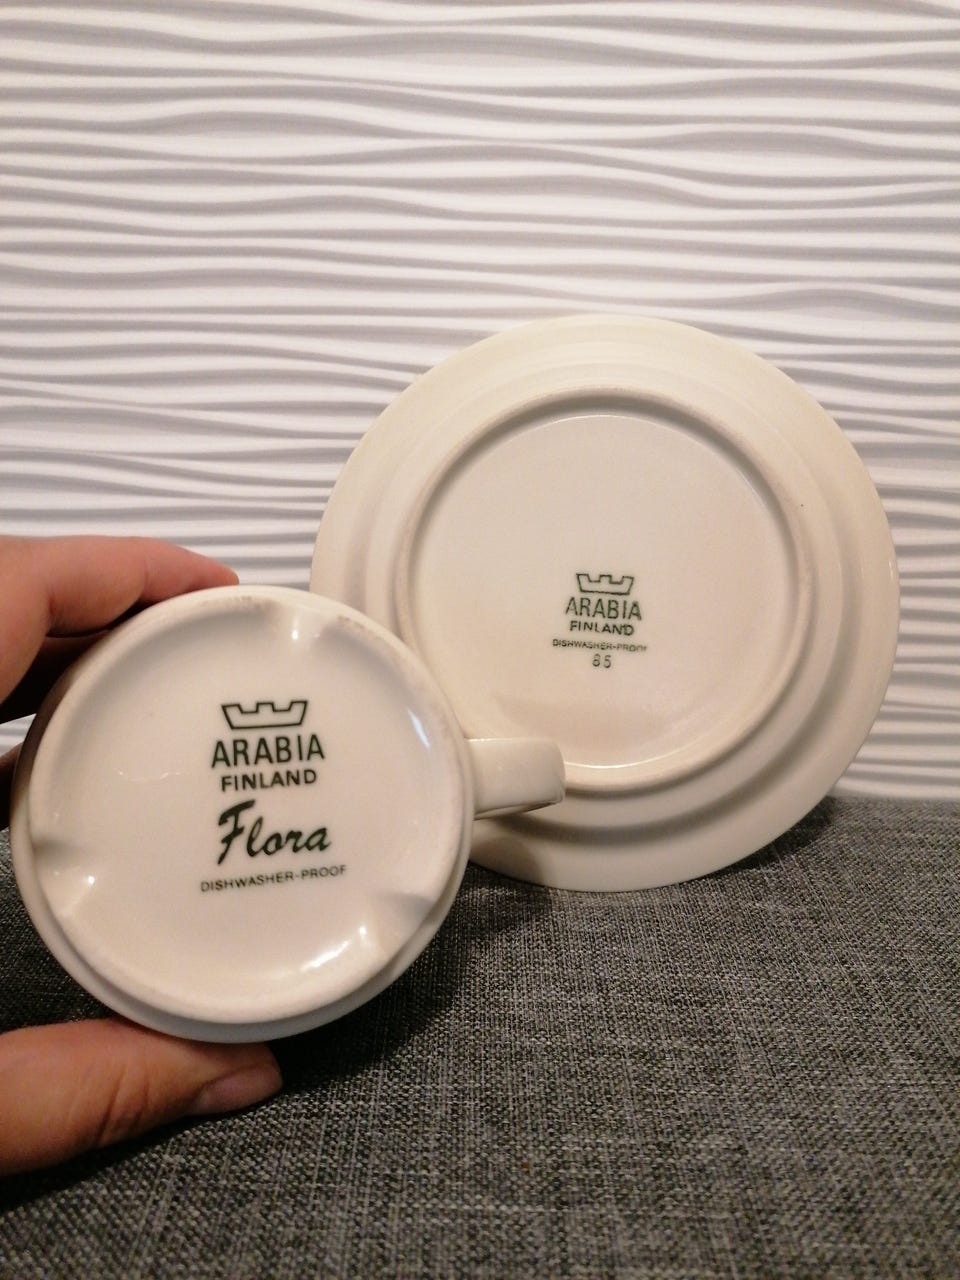 ARABIA
FINLAND
Flora
DISHWASHER-PROOF
ARABIA
FINLAND
DISHWASHER-PROOF
85